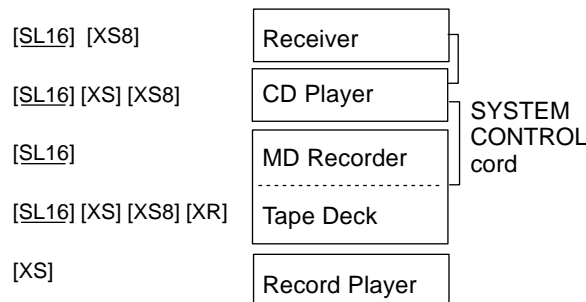 [SL16] [XS8] Receiver
[SL16] [XS] [XS8] CD Player
SYSTEM
CONTROL
cord
[SL16] MD Recorder
[SL16] [XS] [XS8] [XR] Tape Deck
[XS] Record Player